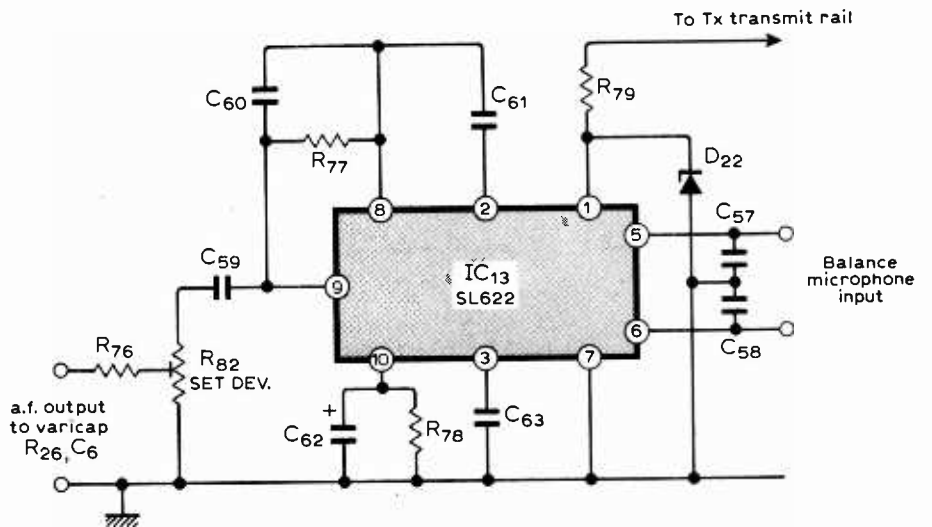 To Tx transmit rail
C60
C61
R79
R77
D22
8
2
1
C57
5
C59
IC13
SL622
Balance
microphone
input
9
6
C58
R76
R82
SET DEV.
10
3
7
a.f. output
to varicap
R26, C6
+
C62
R78
C63